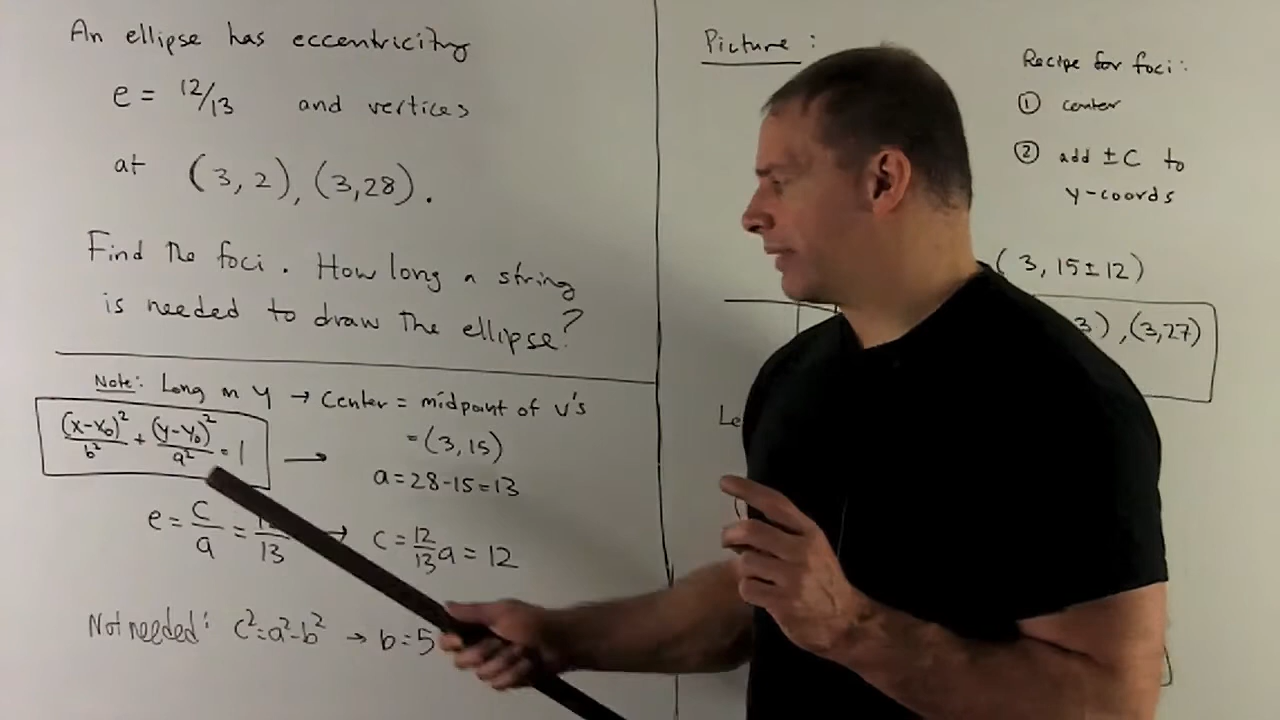 An ellipse has eccentricity
e = 12/13 and vertices
at (3, 2), (3, 28).
Find the foci. How long a string
is needed to draw the ellipse?
Note: Long in y → Center = midpoint of v's
= (3, 15)
(x-x₀)²/b² + (y-y₀)²/a² = 1 →
a = 28-15 = 13
e = c/a = 12/13 → c = 12/13 a = 12
Not needed: c² = a² - b² → b = 5
Picture:
Recipe for foci:
① center
② add ±C to
y-coords
(3, 15±12)
3), (3,27)